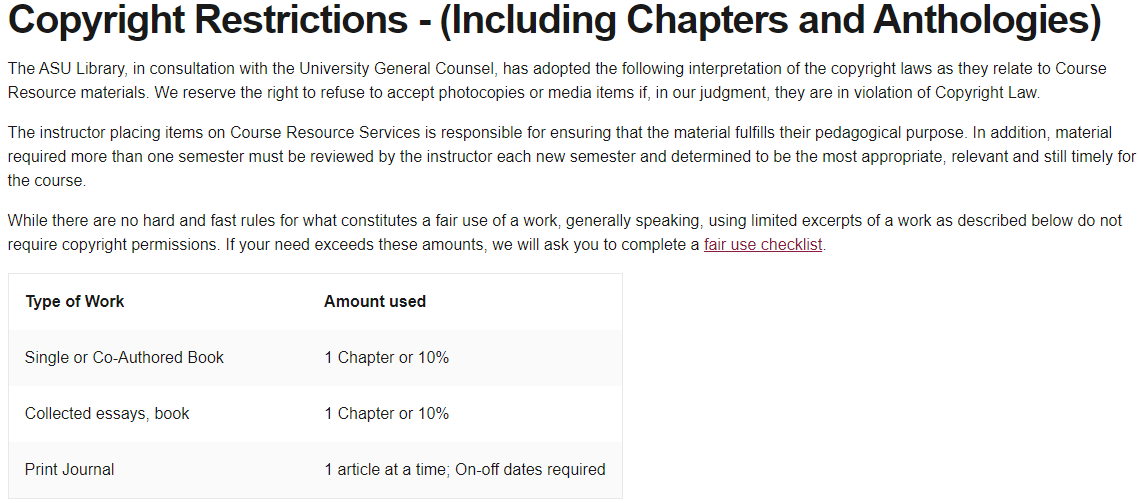 Copyright Restrictions - (Including Chapters and Anthologies)
The ASU Library, in consultation with the University General Counsel, has adopted the following interpretation of the copyright laws as they relate to Course
Resource materials. We reserve the right to refuse to accept photocopies or media items if, in our judgment, they are in violation of Copyright Law.
The instructor placing items on Course Resource Services is responsible for ensuring that the material fulfills their pedagogical purpose. In addition, material
required more than one semester must be reviewed by the instructor each new semester and determined to be the most appropriate, relevant and still timely for
the course.
While there are no hard and fast rules for what constitutes a fair use of a work, generally speaking, using limited excerpts of a work as described below do not
require copyright permissions. If your need exceeds these amounts, we will ask you to complete a fair use checklist.
Type of Work Amount used
Single or Co-Authored Book 1 Chapter or 10%
Collected essays, book 1 Chapter or 10%
Print Journal 1 article at a time; On-off dates required